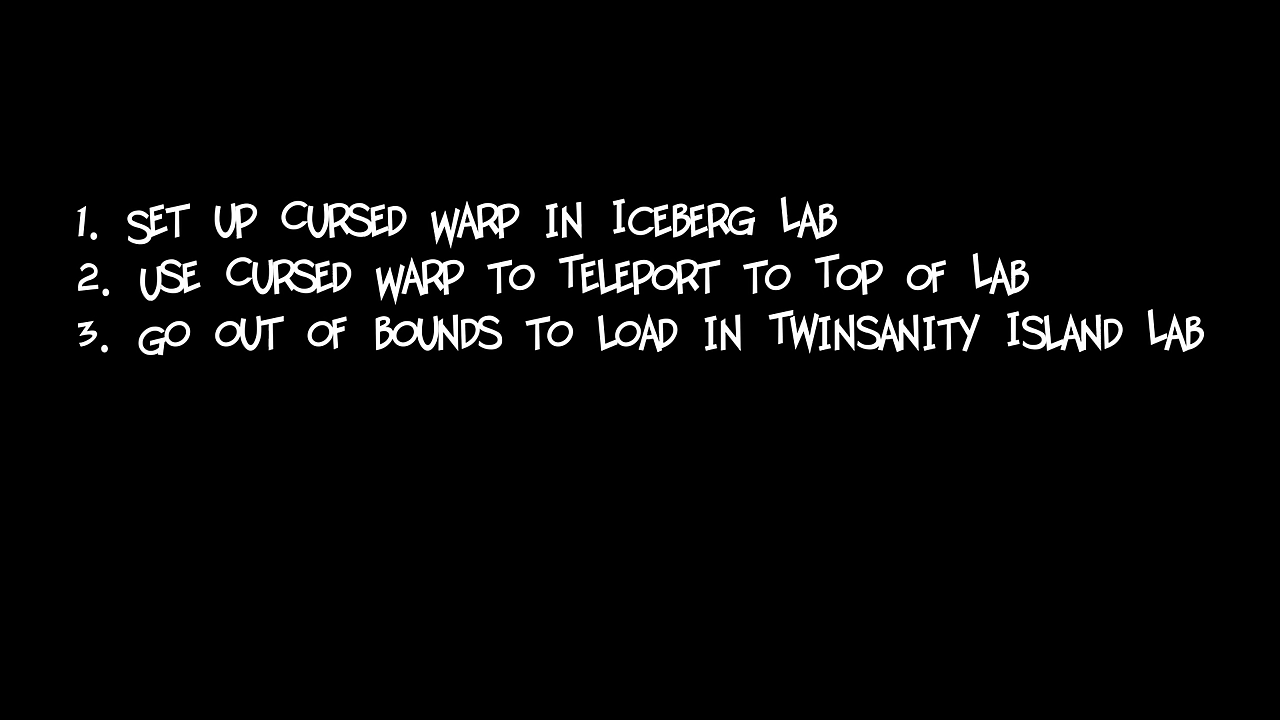 1. SET UP CURSED WARP IN ICEBERG LAB
2. USE CURSED WARP TO TELEPORT TO TOP OF LAB
3. GO OUT OF BOUNDS TO LOAD IN TWINSANITY ISLAND LAB